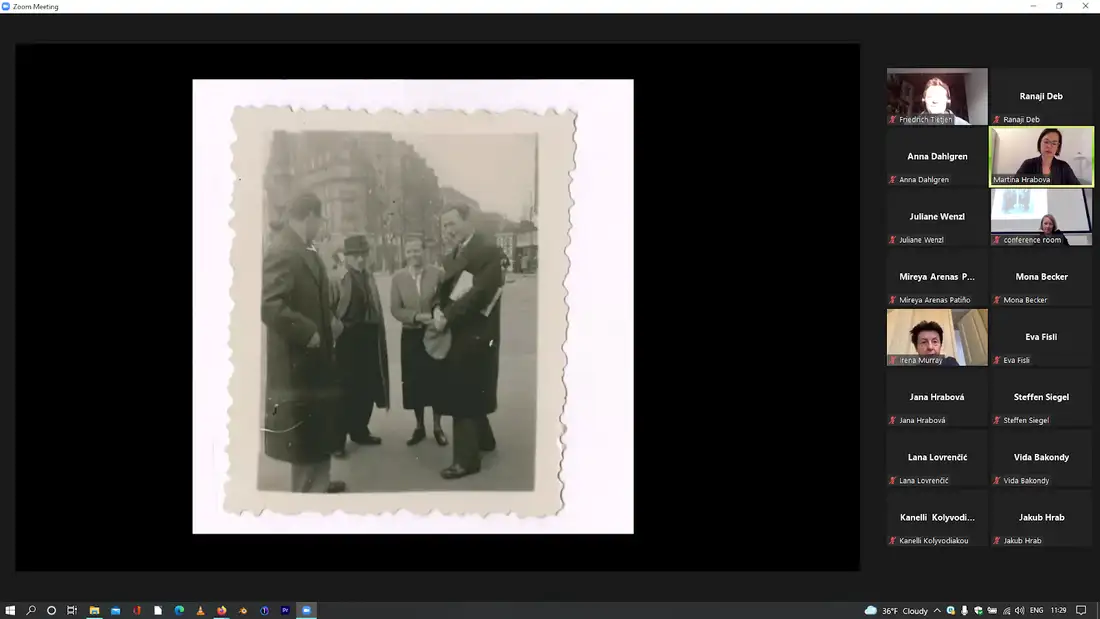 Zoom Meeting
Friedrich Tietjen
Ranaji Deb
Ranaji Deb
Anna Dahlgren
Anna Dahlgren
Martina Hrabova
Juliane Wenzl
Juliane Wenzl
conference room
Mireya Arenas P...
Mireya Arenas Patiño
Mona Becker
Mona Becker
Irena Murray
Eva Fisli
Eva Fisli
Jana Hrabová
Jana Hrabová
Steffen Siegel
Steffen Siegel
Lana Lovrenčić
Lana Lovrenčić
Vida Bakondy
Vida Bakondy
Kanelli Kolyvodi...
Kanelli Kolyvodiakou
Jakub Hrab
Jakub Hrab
Pr
36°F Cloudy
ENG
11:29